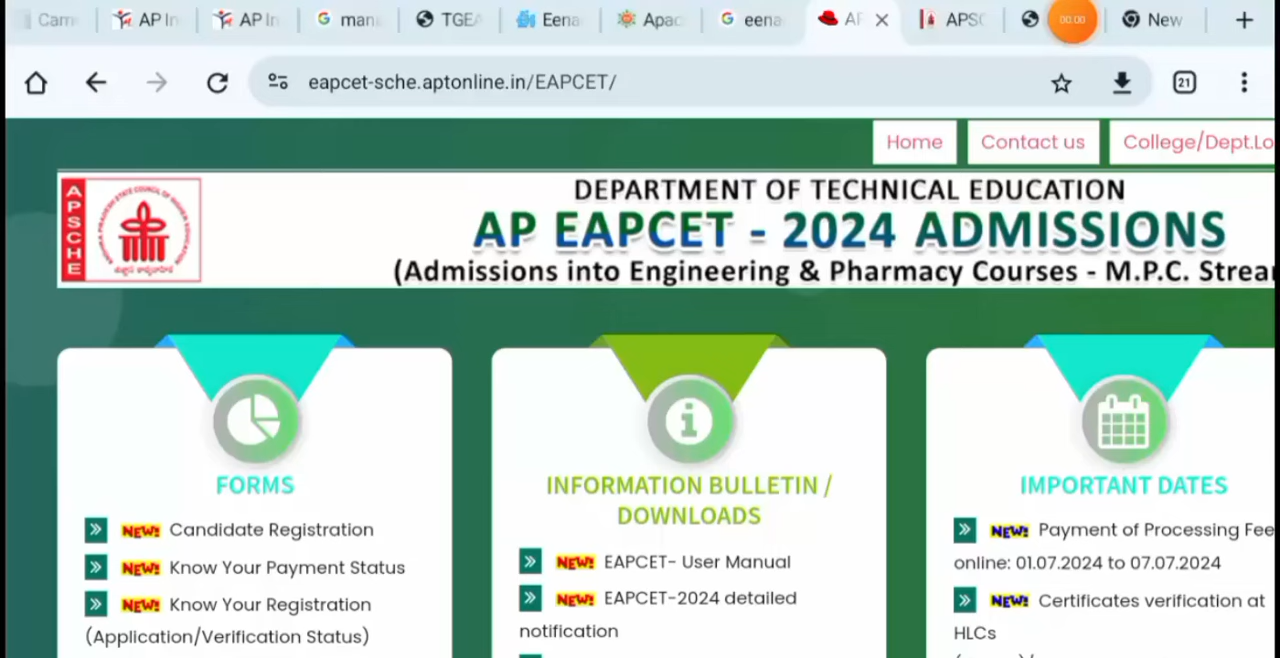 Cam
AP In
AP In
mana
TGEA
Eena
Apac
eena
AP
APSC
00:00
New
eapcet-sche.aptonline.in/EAPCET/
21
Home
Contact us
College/Dept.Lo
APSCHE
DEPARTMENT OF TECHNICAL EDUCATION
AP EAPCET - 2024 ADMISSIONS
(Admissions into Engineering & Pharmacy Courses - M.P.C. Strea
FORMS
NEW! Candidate Registration
NEW! Know Your Payment Status
NEW! Know Your Registration
(Application/Verification Status)
INFORMATION BULLETIN /
DOWNLOADS
NEW! EAPCET- User Manual
NEW! EAPCET-2024 detailed
notification
IMPORTANT DATES
NEW! Payment of Processing Fee
online: 01.07.2024 to 07.07.2024
NEW! Certificates verification at
HLCs